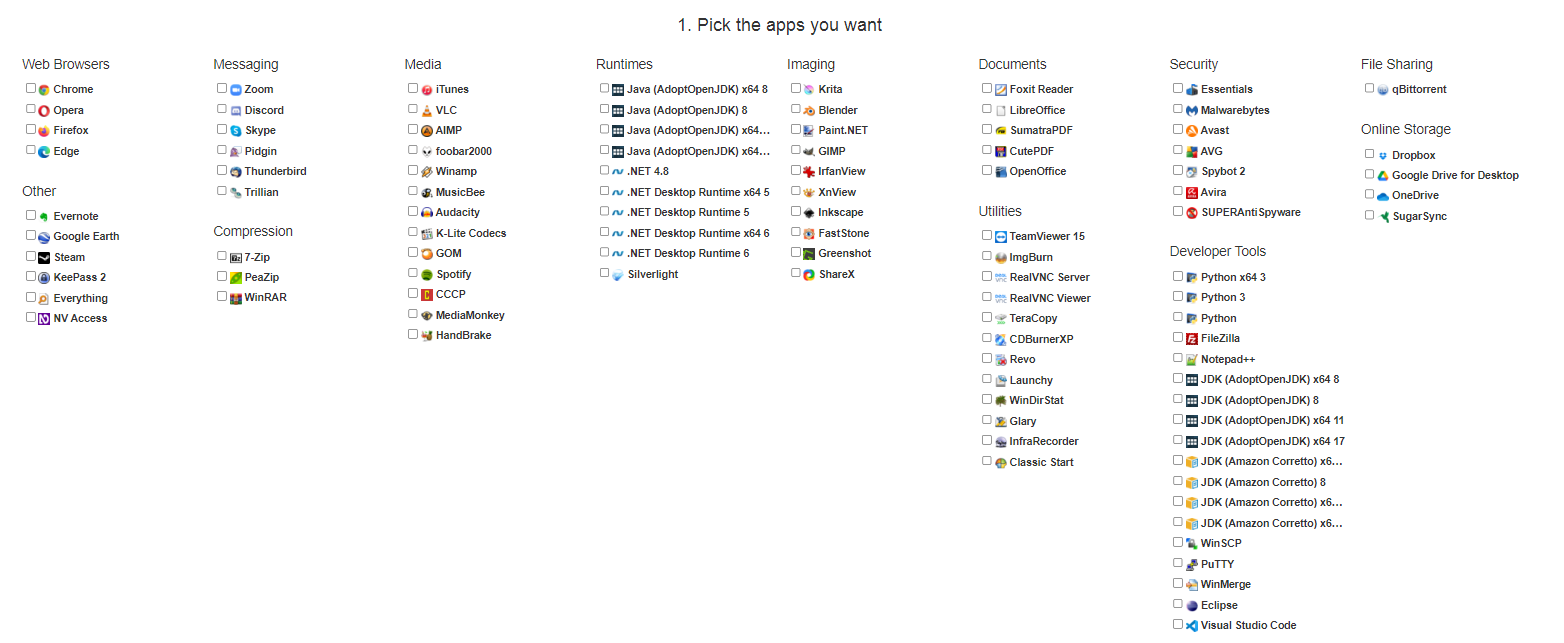 1. Pick the apps you want
Web Browsers
Chrome
Opera
Firefox
Edge
Other
Evernote
Google Earth
Steam
KeePass 2
Everything
NV Access
Messaging
Zoom
Discord
Skype
Pidgin
Thunderbird
Trillian
Compression
7-Zip
PeaZip
WinRAR
Media
iTunes
VLC
AIMP
foobar2000
Winamp
MusicBee
Audacity
K-Lite Codecs
GOM
Spotify
CCCP
MediaMonkey
HandBrake
Runtimes
Java (AdoptOpenJDK) x64 8
Java (AdoptOpenJDK) 8
Java (AdoptOpenJDK) x64...
Java (AdoptOpenJDK) x64...
.NET 4.8
.NET Desktop Runtime x64 5
.NET Desktop Runtime 5
.NET Desktop Runtime x64 6
.NET Desktop Runtime 6
Silverlight
Imaging
Krita
Blender
Paint.NET
GIMP
IrfanView
XnView
Inkscape
FastStone
Greenshot
ShareX
Documents
Foxit Reader
LibreOffice
SumatraPDF
CutePDF
OpenOffice
Utilities
TeamViewer 15
ImgBurn
RealVNC Server
RealVNC Viewer
TeraCopy
CDBurnerXP
Revo
Launchy
WinDirStat
Glary
InfraRecorder
Classic Start
Security
Essentials
Malwarebytes
Avast
AVG
Spybot 2
Avira
SUPERAntiSpyware
Developer Tools
Python x64 3
Python 3
Python
FileZilla
Notepad++
JDK (AdoptOpenJDK) x64 8
JDK (AdoptOpenJDK) 8
JDK (AdoptOpenJDK) x64 11
JDK (AdoptOpenJDK) x64 17
JDK (Amazon Corretto) x6...
JDK (Amazon Corretto) 8
JDK (Amazon Corretto) x6...
JDK (Amazon Corretto) x6...
WinSCP
PuTTY
WinMerge
Eclipse
Visual Studio Code
File Sharing
qBittorrent
Online Storage
Dropbox
Google Drive for Desktop
OneDrive
SugarSync